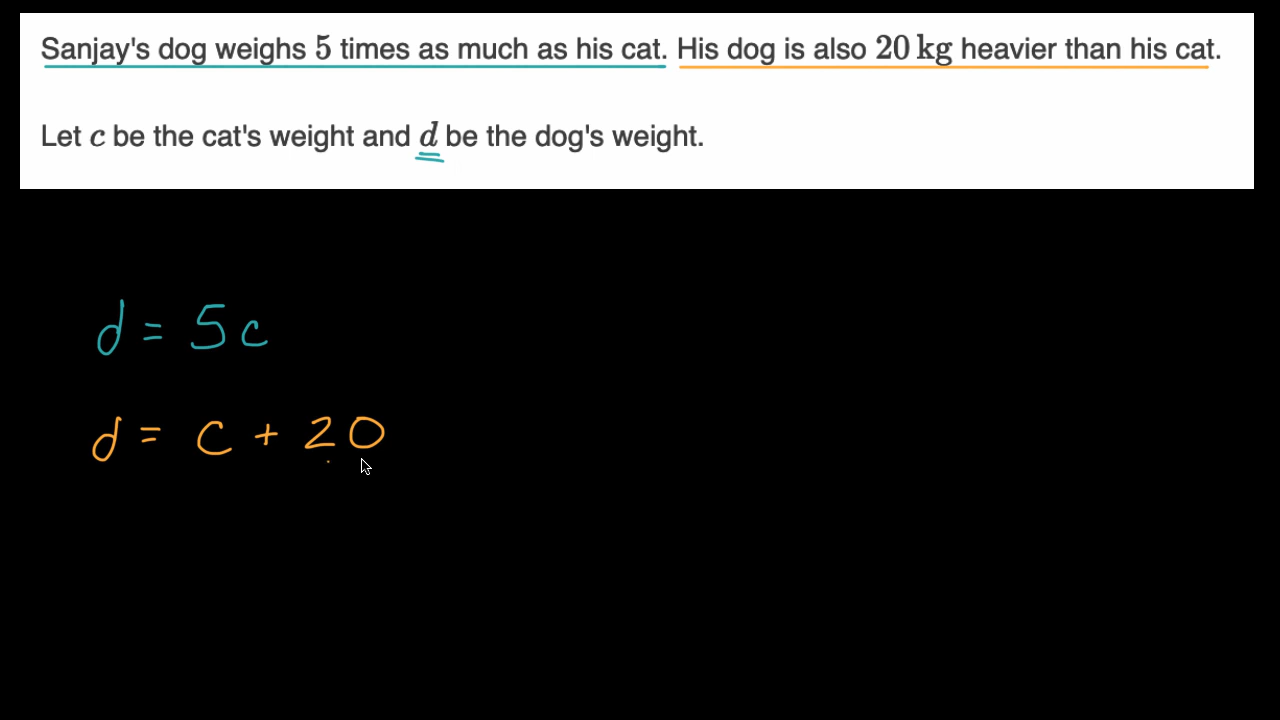 Sanjay's dog weighs 5 times as much as his cat. His dog is also 20 kg heavier than his cat.
Let c be the cat's weight and d be the dog's weight.
d = 5c
d = c + 20